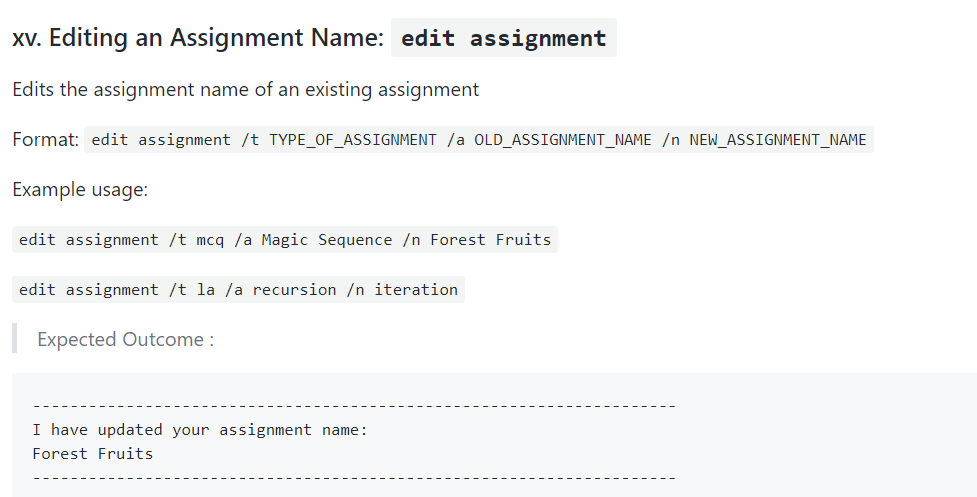 xv. Editing an Assignment Name: edit assignment
Edits the assignment name of an existing assignment
Format: edit assignment /t TYPE_OF_ASSIGNMENT /a OLD_ASSIGNMENT_NAME /n NEW_ASSIGNMENT_NAME
Example usage:
edit assignment /t mcq /a Magic Sequence /n Forest Fruits
edit assignment /t la /a recursion /n iteration
Expected Outcome :
---------------------------------------------------------------------
I have updated your assignment name:
Forest Fruits
---------------------------------------------------------------------